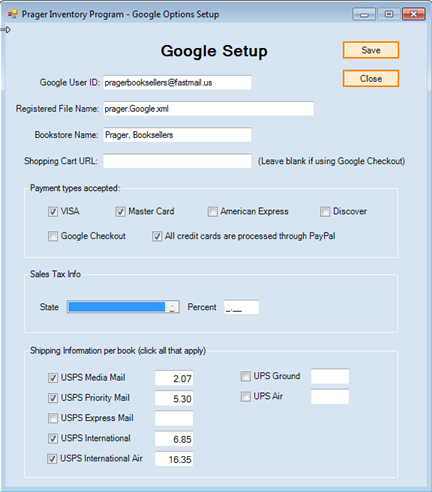 Prager Inventory Program - Google Options Setup
Google Setup
Save
Close
Google User ID: pragerbooksellers@fastmail.us
Registered File Name: prager.Google.xml
Bookstore Name: Prager, Booksellers
Shopping Cart URL: (Leave blank if using Google Checkout)
Payment types accepted:
VISA Master Card American Express Discover
Google Checkout All credit cards are processed through PayPal
Sales Tax Info
State Percent _.__
Shipping Information per book (click all that apply)
USPS Media Mail 2.07 UPS Ground
USPS Priority Mail 5.30 UPS Air
USPS Express Mail
USPS International 6.85
USPS International Air 16.35